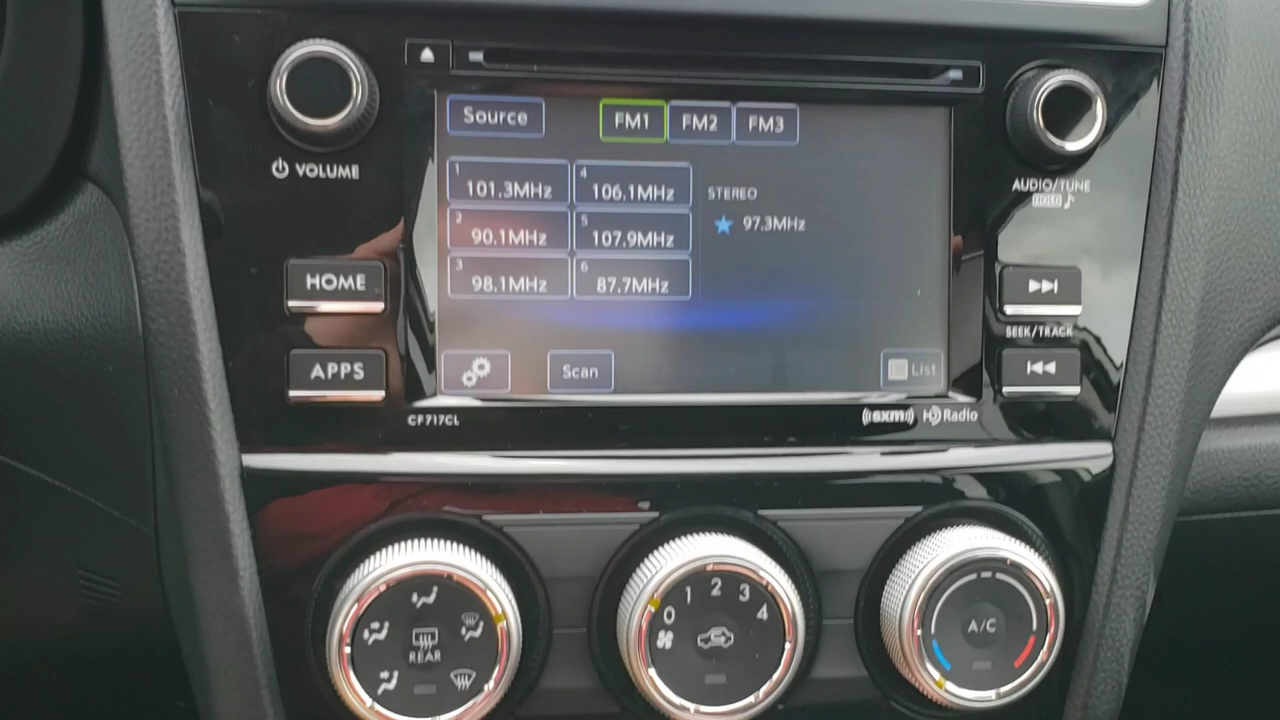 Source FM1 FM2 FM3
VOLUME
AUDIO/TUNE
HOLD
1 101.3MHz 4 106.1MHz
STEREO
2 90.1MHz 5 107.9MHz
97.3MHz
3 98.1MHz 6 87.7MHz
HOME
SEEK/TRACK
APPS
Scan
List
CF717CL
((sxm)) HD Radio
0 1 2 3 4
A/C
REAR